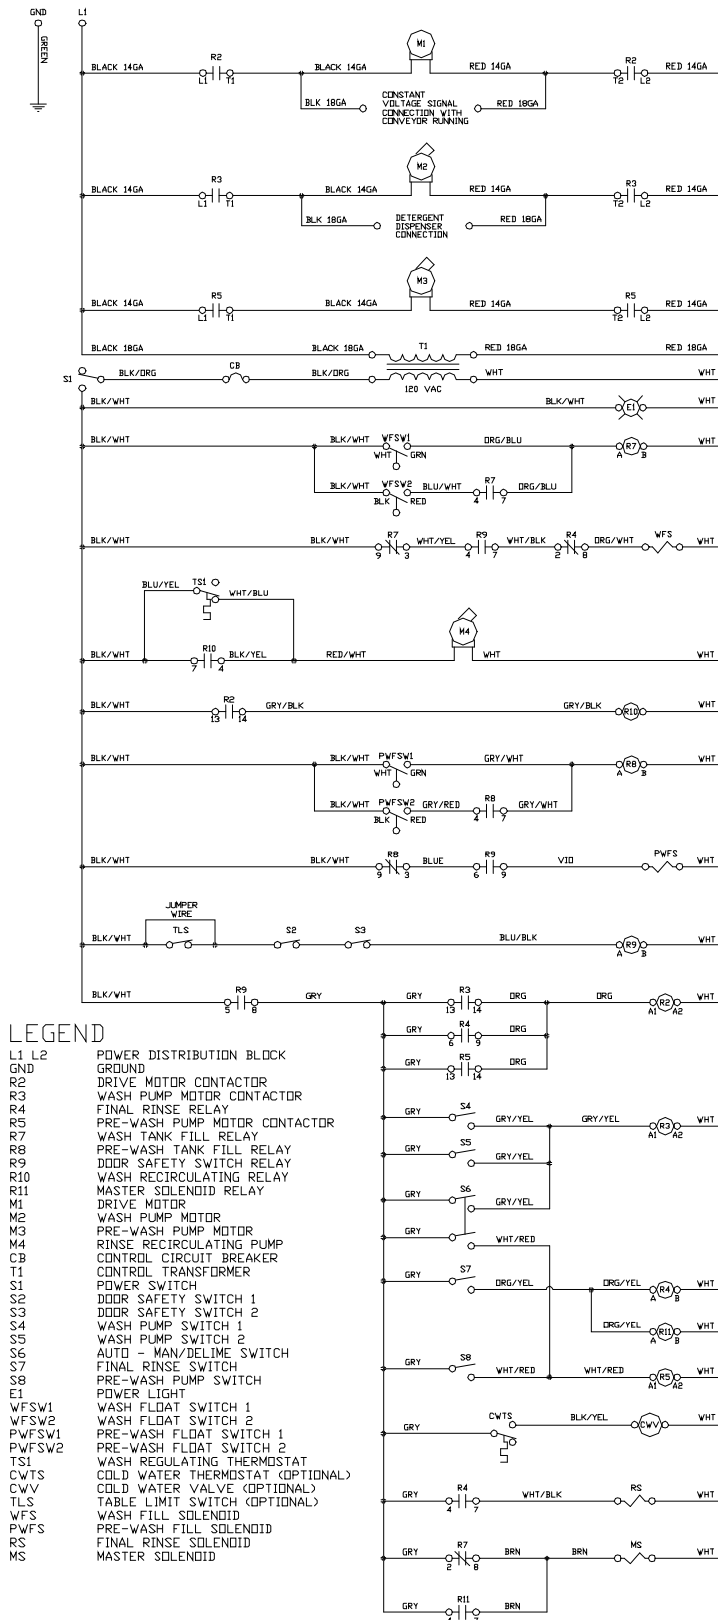 GND L1
GREEN
M1
BLACK 14GA R2 BLACK 14GA RED 14GA R2 RED 14GA
L1 T1 T2 L2
BLK 18GA CONSTANT VOLTAGE SIGNAL CONNECTION WITH CONVEYOR RUNNING RED 18GA
M2
BLACK 14GA R3 BLACK 14GA RED 14GA R3 RED 14GA
L1 T1 T2 L2
BLK 18GA DETERGENT DISPENSER CONNECTION RED 18GA
M3
BLACK 14GA R5 BLACK 14GA RED 14GA R5 RED 14GA
L1 T1 T2 L2
BLACK 18GA BLACK 18GA T1 RED 18GA RED 18GA
S1 BLK/ORG CB BLK/ORG WHT WHT
120 VAC
BLK/WHT BLK/WHT E1 WHT
BLK/WHT BLK/WHT WFSW1 ORG/BLU R7 WHT
WHT GRN A B
BLK/WHT WFSW2 BLU/WHT R7 ORG/BLU
BLK RED 4 7
BLK/WHT BLK/WHT R7 WHT/YEL R9 WHT/BLK R4 ORG/WHT WFS WHT
9 3 4 7 2 8
BLU/YEL TS1 WHT/BLU
M4
BLK/WHT R10 BLK/YEL RED/WHT WHT WHT
7 4
BLK/WHT R2 GRY/BLK GRY/BLK R10 WHT
13 14
BLK/WHT BLK/WHT PWFSW1 GRY/WHT R8 WHT
WHT GRN A B
BLK/WHT PWFSW2 GRY/RED R8 GRY/WHT
BLK RED 4 7
BLK/WHT BLK/WHT R8 BLUE R9 VIO PWFS WHT
9 3 6 9
JUMPER
WIRE
BLK/WHT TLS S2 S3 BLU/BLK R9 WHT
A B
BLK/WHT R9 GRY GRY R3 ORG ORG R2 WHT
5 8 13 14 A1 A2
GRY R4 ORG
6 9
GRY R5 ORG
13 14
LEGEND
L1 L2 POWER DISTRIBUTION BLOCK
GND GROUND
R2 DRIVE MOTOR CONTACTOR
R3 WASH PUMP MOTOR CONTACTOR
R4 FINAL RINSE RELAY
R5 PRE-WASH PUMP MOTOR CONTACTOR
R7 WASH TANK FILL RELAY
R8 PRE-WASH TANK FILL RELAY
R9 DOOR SAFETY SWITCH RELAY
R10 WASH RECIRCULATING RELAY
R11 MASTER SOLENOID RELAY
M1 DRIVE MOTOR
M2 WASH PUMP MOTOR
M3 PRE-WASH PUMP MOTOR
M4 RINSE RECIRCULATING PUMP
CB CONTROL CIRCUIT BREAKER
T1 CONTROL TRANSFORMER
S1 POWER SWITCH
S2 DOOR SAFETY SWITCH 1
S3 DOOR SAFETY SWITCH 2
S4 WASH PUMP SWITCH 1
S5 WASH PUMP SWITCH 2
S6 AUTO - MAN/DELIME SWITCH
S7 FINAL RINSE SWITCH
S8 PRE-WASH PUMP SWITCH
E1 POWER LIGHT
WFSW1 WASH FLOAT SWITCH 1
WFSW2 WASH FLOAT SWITCH 2
PWFSW1 PRE-WASH FLOAT SWITCH 1
PWFSW2 PRE-WASH FLOAT SWITCH 2
TS1 WASH REGULATING THERMOSTAT
CWTS COLD WATER THERMOSTAT (OPTIONAL)
CWV COLD WATER VALVE (OPTIONAL)
TLS TABLE LIMIT SWITCH (OPTIONAL)
WFS WASH FILL SOLENOID
PWFS PRE-WASH FILL SOLENOID
RS FINAL RINSE SOLENOID
MS MASTER SOLENOID
GRY S4 GRY/YEL GRY/YEL R3 WHT
A1 A2
GRY S5 GRY/YEL
GRY S6 GRY/YEL
GRY WHT/RED
GRY S7 ORG/YEL ORG/YEL R4 WHT
A B
ORG/YEL R11 WHT
A B
GRY S8 WHT/RED WHT/RED R5 WHT
A1 A2
GRY CWTS BLK/YEL CWV WHT
GRY R4 WHT/BLK RS WHT
4 7
GRY R7 BRN BRN MS WHT
2 8
GRY R11 BRN